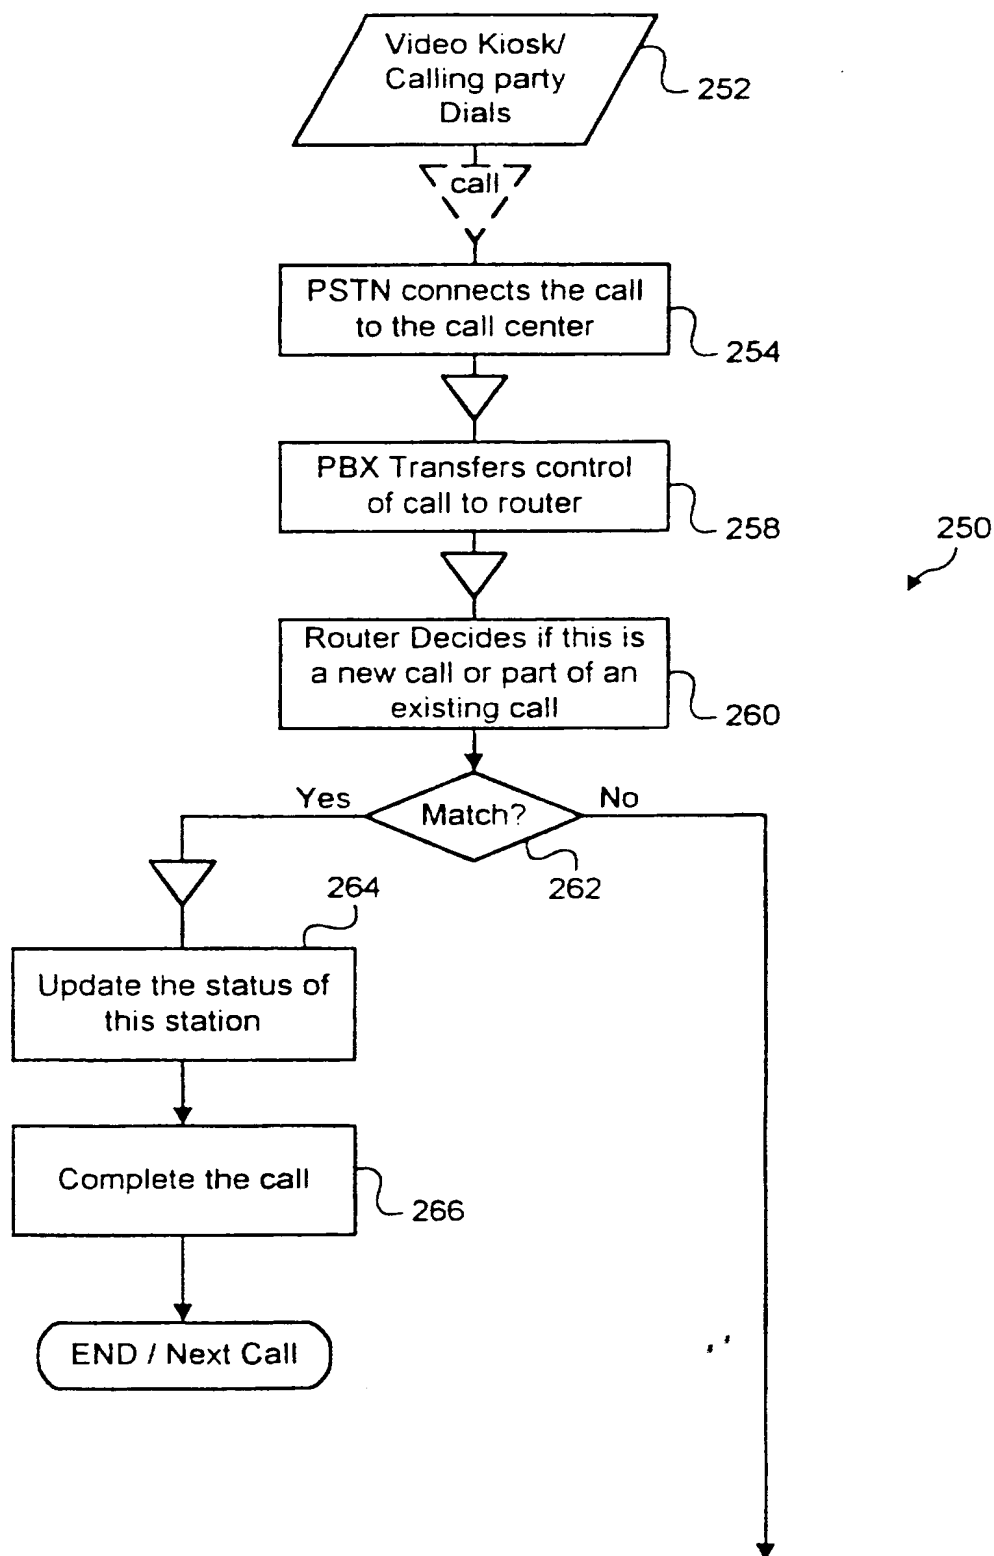 Video Kiosk/
Calling party
Dials
252
call
PSTN connects the call
to the call center
254
PBX Transfers control
of call to router
258
250
Router Decides if this is
a new call or part of an
existing call
260
Yes
Match?
No
262
264
Update the status of
this station
Complete the call
266
END / Next Call